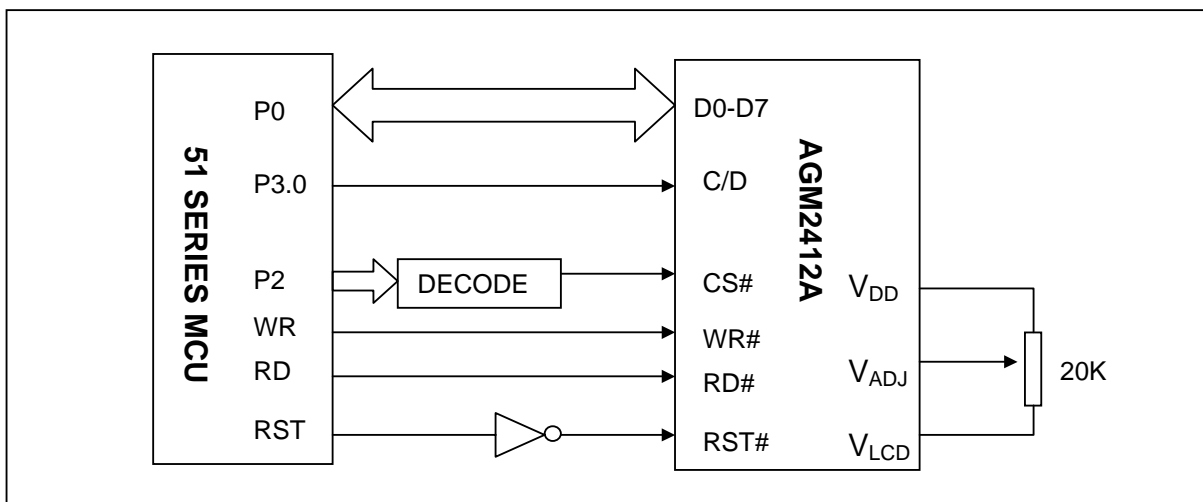 51 SERIES MCU
P0
P3.0
P2
WR
RD
RST
DECODE
AGM2412A
D0-D7
C/D
CS#
WR#
RD#
RST#
VDD
VADJ
VLCD
20K